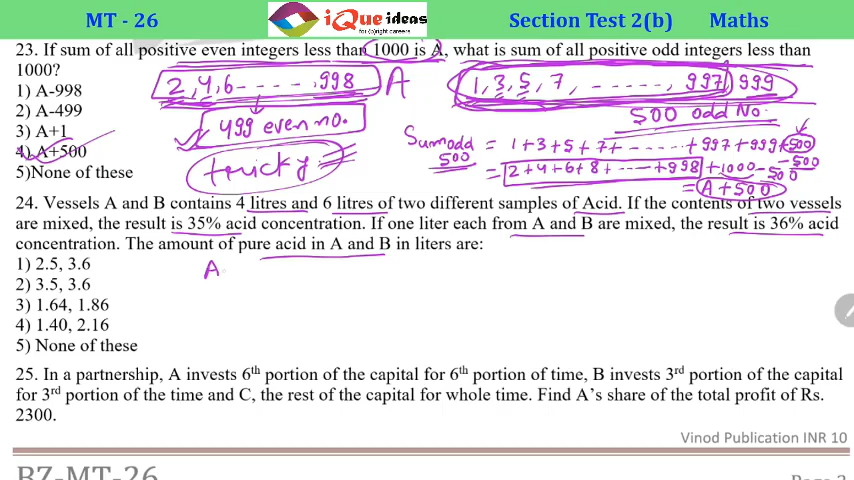 MT - 26
iQue ideas
for (b)right careers
Section Test 2(b)
Maths
23. If sum of all positive even integers less than 1000 is A, what is sum of all positive odd integers less than
1000?
2, 4, 6 - - - - - . , 998 A
1, 3, 5, 7, - - - - - - , 997, 999
1) A-998
2) A-499
499 even no.
500 odd No.
3) A+1
Sum odd = 1+3+5+7+ - - - - - +997+999+500 -500
500
4) A+500
tricky
= 2+4+6+8+ - - - - +998 +1000 - 500
5)None of these
= A+500
24. Vessels A and B contains 4 litres and 6 litres of two different samples of Acid. If the contents of two vessels
are mixed, the result is 35% acid concentration. If one liter each from A and B are mixed, the result is 36% acid
concentration. The amount of pure acid in A and B in liters are:
1) 2.5, 3.6
A
2) 3.5, 3.6
3) 1.64, 1.86
4) 1.40, 2.16
5) None of these
25. In a partnership, A invests 6th portion of the capital for 6th portion of time, B invests 3rd portion of the capital
for 3rd portion of the time and C, the rest of the capital for whole time. Find A's share of the total profit of Rs.
2300.
Vinod Publication INR 10
BZ-MT-26
Page 2